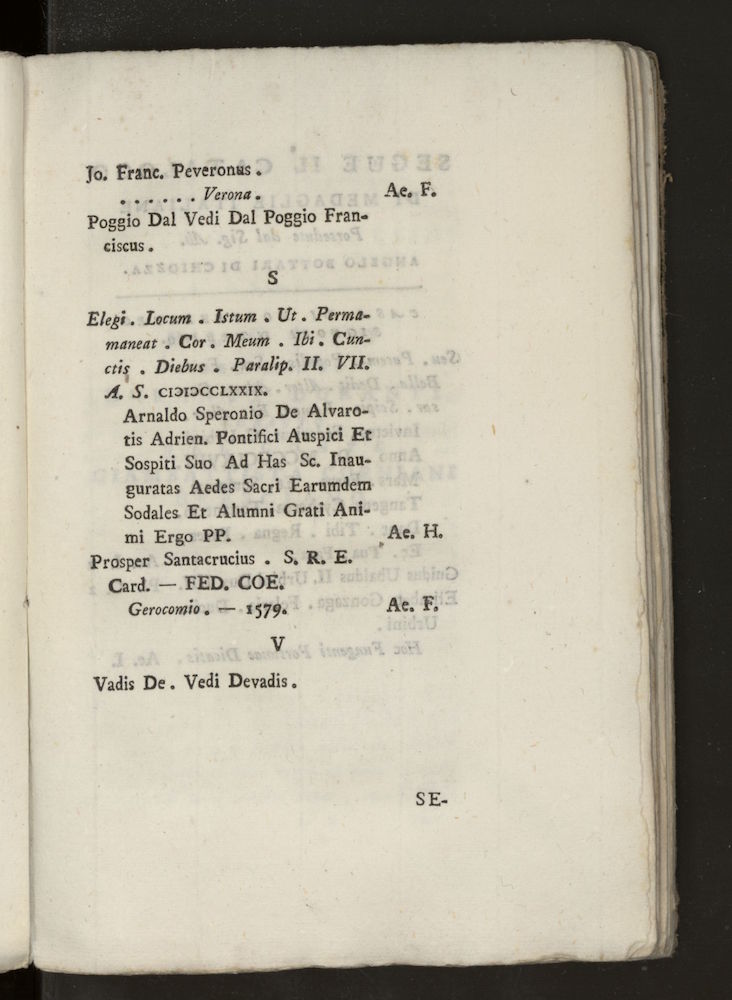 Jo. Franc. Peveronus.
. . . . . . Verona. Ae. F.
Poggio Dal Vedi Dal Poggio Fran-
ciscus.
S
Elegi. Locum. Istum. Ut. Perma-
maneat. Cor. Meum. Ibi. Cun-
ctis. Diebus. Paralip. II. VII.
A. S. CIƆIƆCCLXXIX.
Arnaldo Speronio De Alvaro-
tis Adrien. Pontifici Auspici Et
Sospiti Suo Ad Has Sc. Inau-
guratas Aedes Sacri Earumdem
Sodales Et Alumni Grati Ani-
mi Ergo PP. Ae. H.
Prosper Santacrucius. S. R. E.
Card. — FED. COE.
Gerocomio. — 1579. Ae. F.
V
Vadis De. Vedi Devadis.
SE-